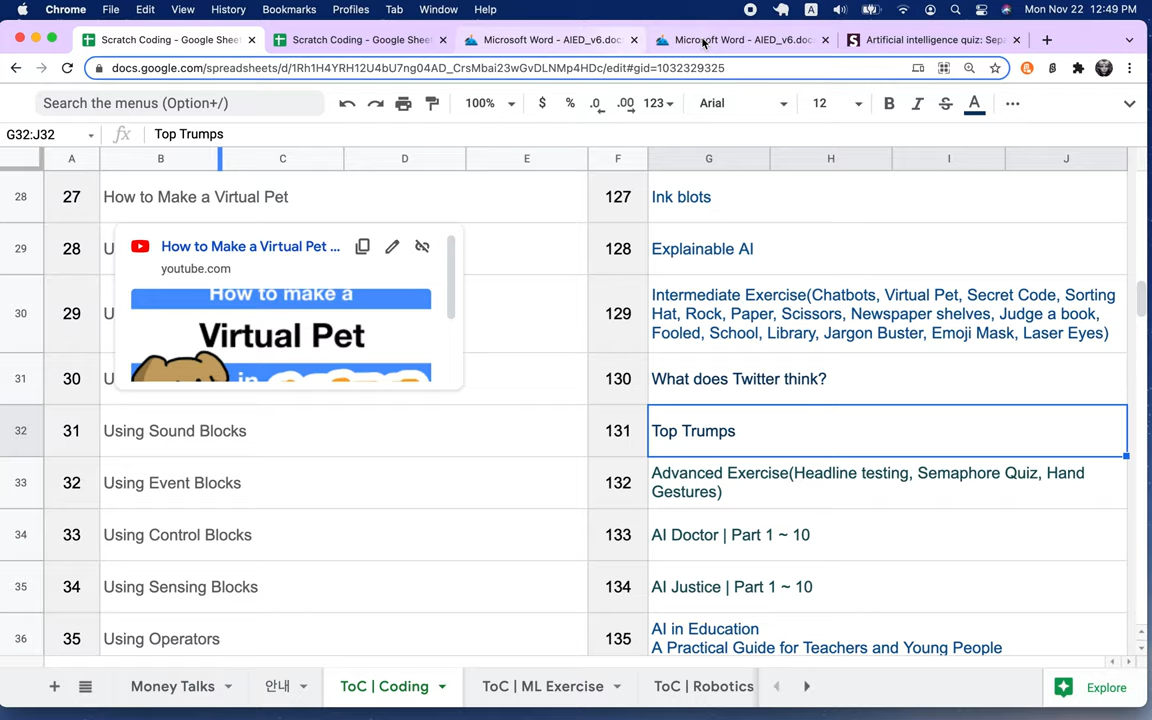 Chrome File Edit View History Bookmarks Profiles Tab Window Help A Mon Nov 22 12:49 PM
Scratch Coding - Google Sheet × Scratch Coding - Google Sheet × Microsoft Word - AIED_v6.docx × Microsoft Word - AIED_v6.docx × Artificial intelligence quiz: Sepa ×
docs.google.com/spreadsheets/d/1Rh1H4YRH12U4bU7ng04AD_CrsMbai23wGvDLNMp4HDc/edit#gid=1032329325
Search the menus (Option+/) 100% $ % .0 .00 123 Arial 12 B I S A
G32:J32 fx Top Trumps
A B C D E F G H I J
28 27 How to Make a Virtual Pet 127 Ink blots
29 28 U 128 Explainable AI
How to Make a Virtual Pet ...
youtube.com
How to make a
Virtual Pet
in
30 29 U 129 Intermediate Exercise(Chatbots, Virtual Pet, Secret Code, Sorting
Hat, Rock, Paper, Scissors, Newspaper shelves, Judge a book,
Fooled, School, Library, Jargon Buster, Emoji Mask, Laser Eyes)
31 30 U 130 What does Twitter think?
32 31 Using Sound Blocks 131 Top Trumps
33 32 Using Event Blocks 132 Advanced Exercise(Headline testing, Semaphore Quiz, Hand
Gestures)
34 33 Using Control Blocks 133 AI Doctor | Part 1 ~ 10
35 34 Using Sensing Blocks 134 AI Justice | Part 1 ~ 10
36 35 Using Operators 135 AI in Education
A Practical Guide for Teachers and Young People
Money Talks 안내 ToC | Coding ToC | ML Exercise ToC | Robotics Explore